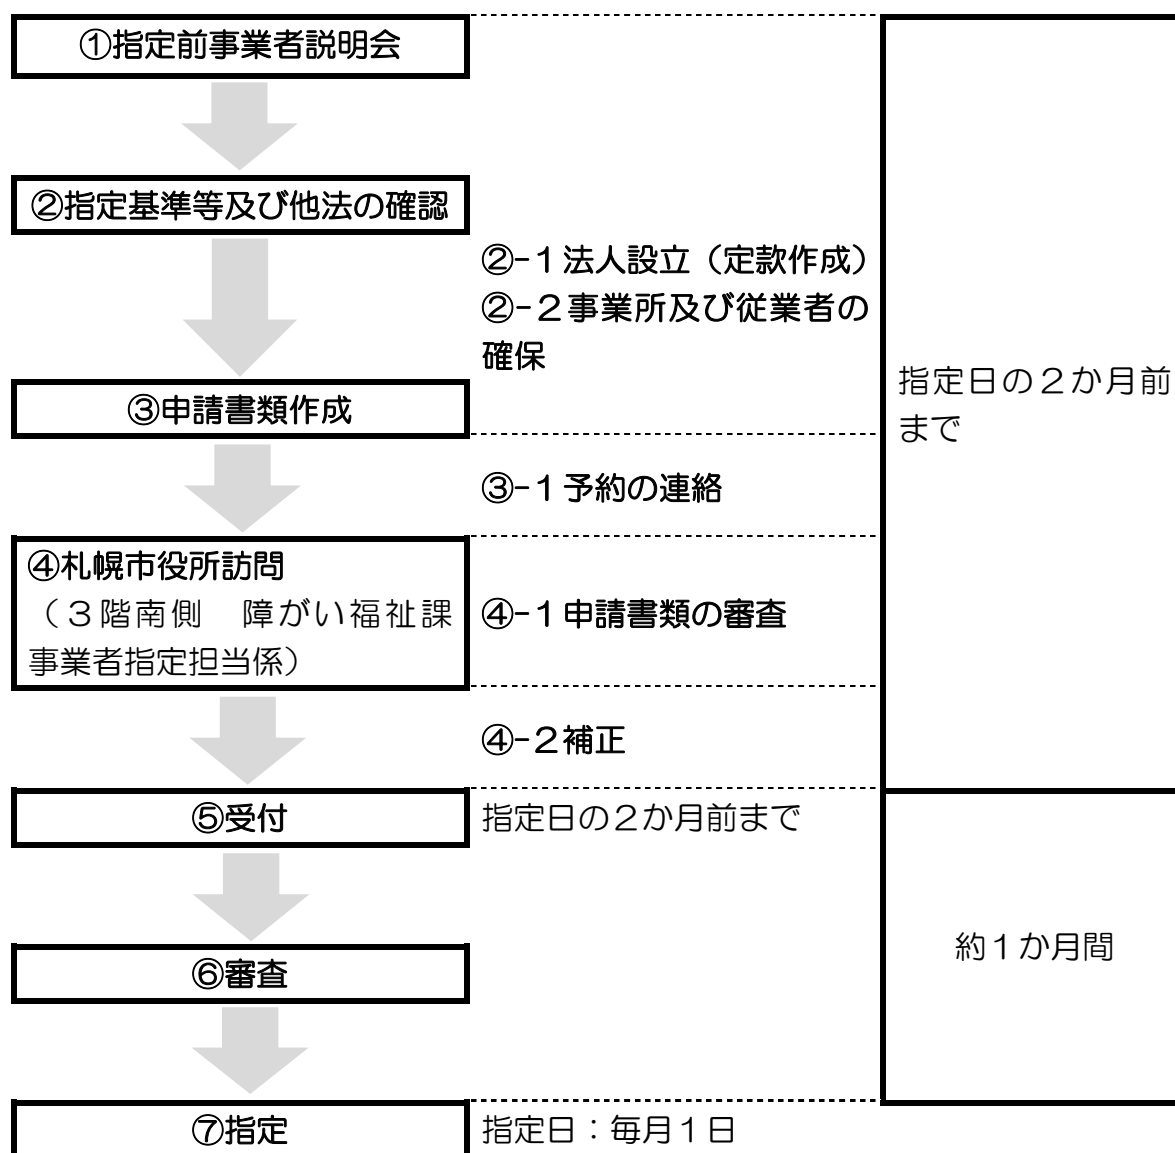 ①指定前事業者説明会
②指定基準等及び他法の確認
②-1法人設立（定款作成）
②-2事業所及び従業者の
確保
③申請書類作成
指定日の２か月前
まで
③-1予約の連絡
④札幌市役所訪問
（３階南側　障がい福祉課
事業者指定担当係）
④-1申請書類の審査
④-2補正
⑤受付
指定日の２か月前まで
約１か月間
⑥審査
⑦指定
指定日：毎月１日